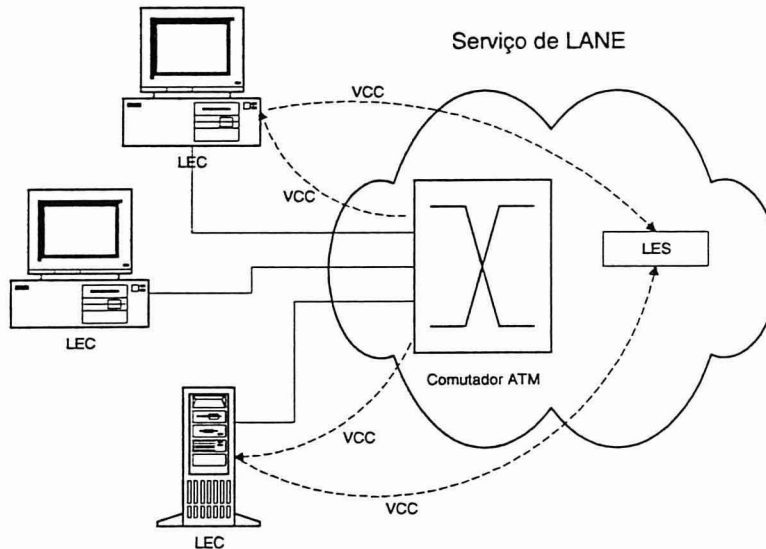 Serviço de LANE
VCC
VCC
LEC
LES
LEC
Comutador ATM
VCC
VCC
LEC